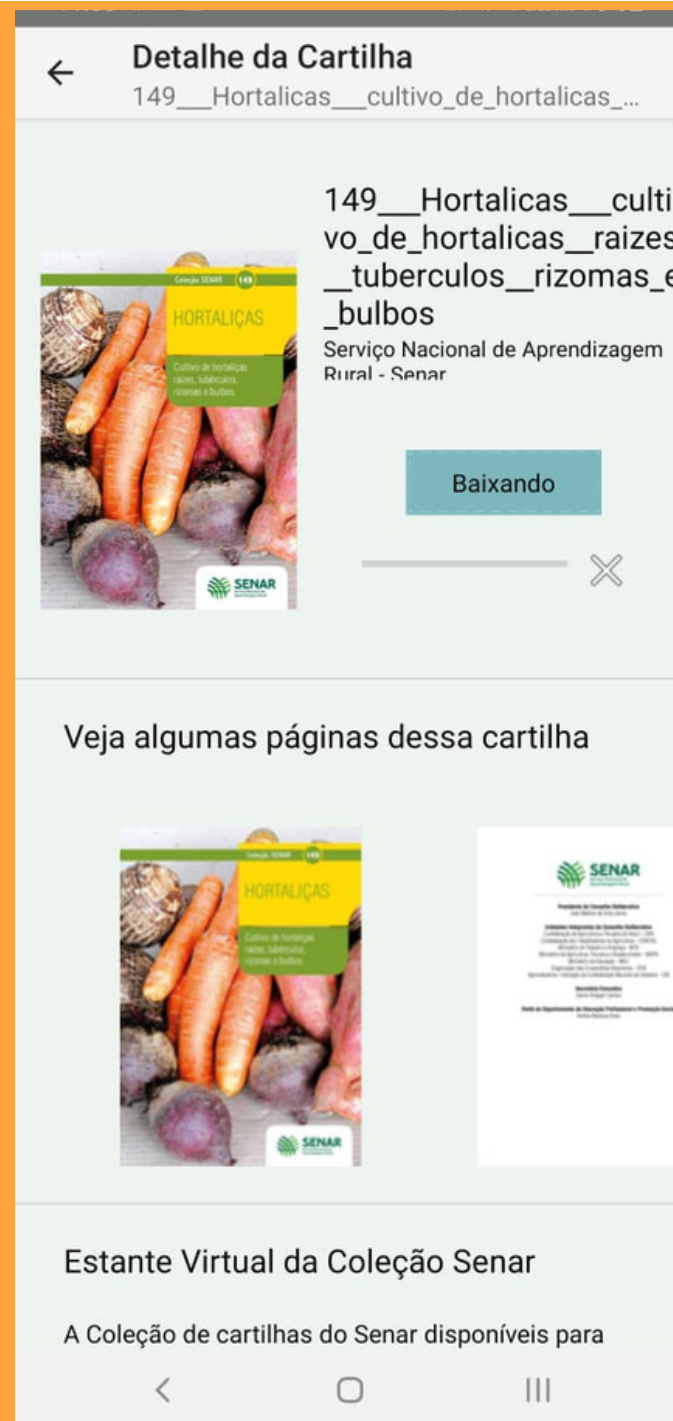 Detalhe da Cartilha
149___Hortalicas___cultivo_de_hortalicas_...
149___Hortalicas___culti
vo_de_hortalicas__raizes
__tuberculos__rizomas_e
_bulbos
Serviço Nacional de Aprendizagem
Rural - Senar
Coleção SENAR 149
HORTALIÇAS
Cultivo de hortaliças
raízes, tubérculos,
rizomas e bulbos
SENAR
Baixando
Veja algumas páginas dessa cartilha
Coleção SENAR 149
HORTALIÇAS
Cultivo de hortaliças
raízes, tubérculos,
rizomas e bulbos
SENAR
SENAR
Estante Virtual da Coleção Senar
A Coleção de cartilhas do Senar disponíveis para